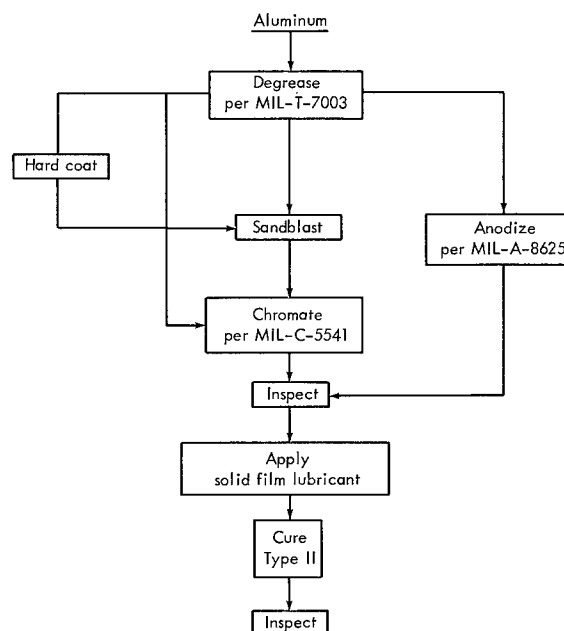 Aluminum
Degrease
per MIL-T-7003
Hard coat
Sandblast
Anodize
per MIL-A-8625
Chromate
per MIL-C-5541
Inspect
Apply
solid film lubricant
Cure
Type II
Inspect